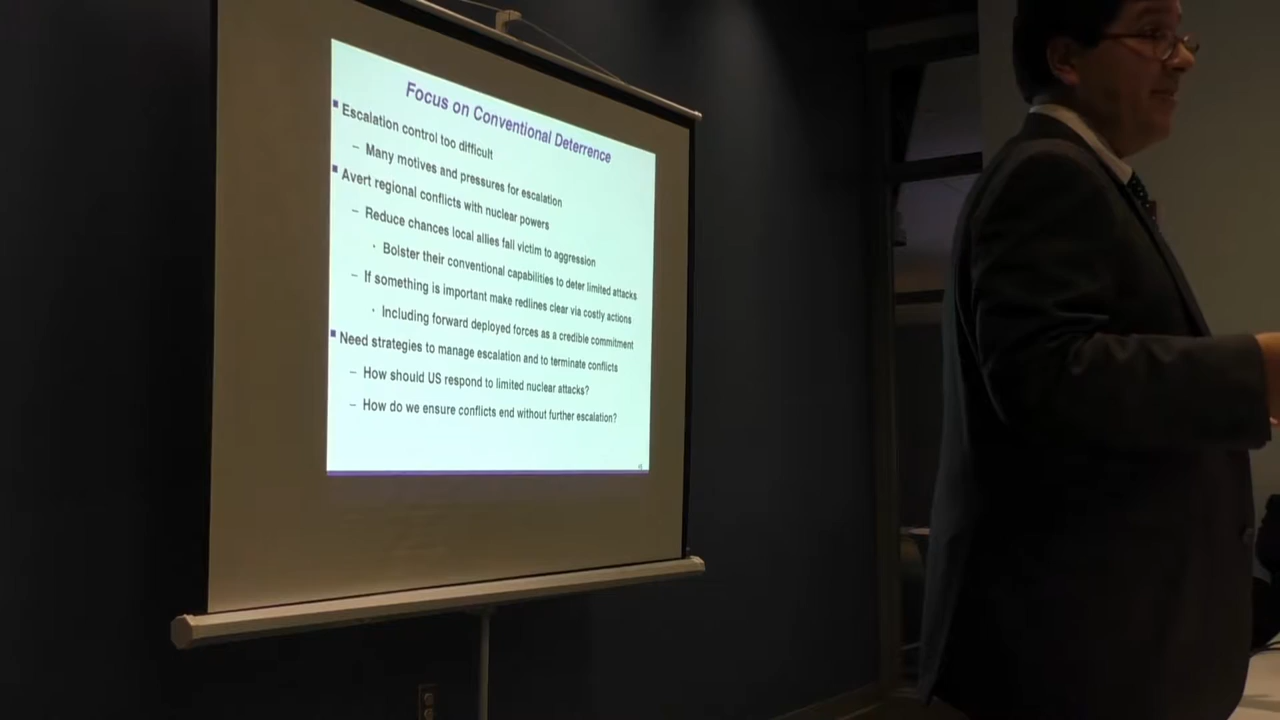 Focus on Conventional Deterrence
▪ Escalation control too difficult
– Many motives and pressures for escalation
▪ Avert regional conflicts with nuclear powers
– Reduce chances local allies fall victim to aggression
· Bolster their conventional capabilities to deter limited attacks
– If something is important make redlines clear via costly actions
· Including forward deployed forces as a credible commitment
▪ Need strategies to manage escalation and to terminate conflicts
– How should US respond to limited nuclear attacks?
– How do we ensure conflicts end without further escalation?